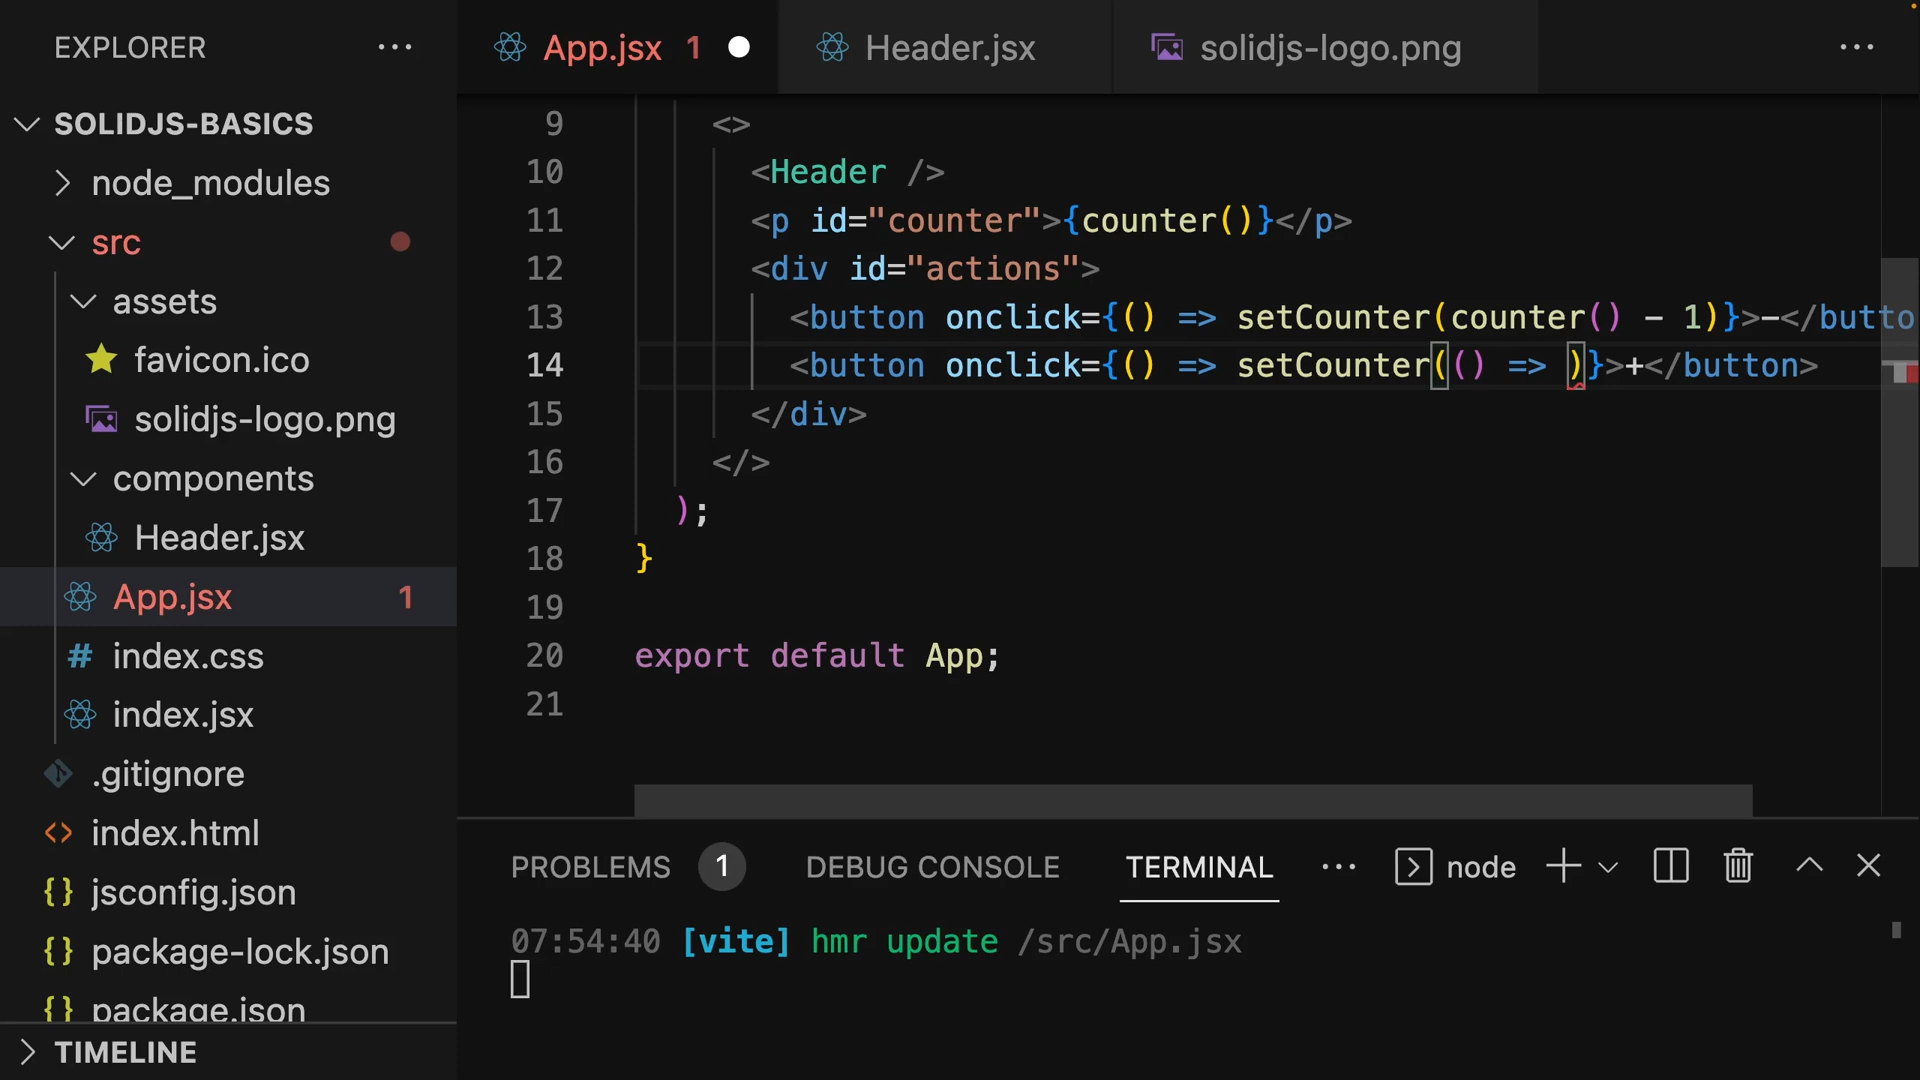 EXPLORER
SOLIDJS-BASICS
node_modules
src
assets
favicon.ico
solidjs-logo.png
components
Header.jsx
App.jsx 1
# index.css
index.jsx
.gitignore
<> index.html
{} jsconfig.json
{} package-lock.json
{} package.json
TIMELINE
App.jsx 1
Header.jsx
solidjs-logo.png
9 <>
10 <Header />
11 <p id="counter">{counter()}</p>
12 <div id="actions">
13 <button onclick={() => setCounter(counter() - 1)}>-</butto
14 <button onclick={() => setCounter(() => )}>+</button>
15 </div>
16 </>
17 );
18 }
19
20 export default App;
21
PROBLEMS 1 DEBUG CONSOLE TERMINAL node
07:54:40 [vite] hmr update /src/App.jsx